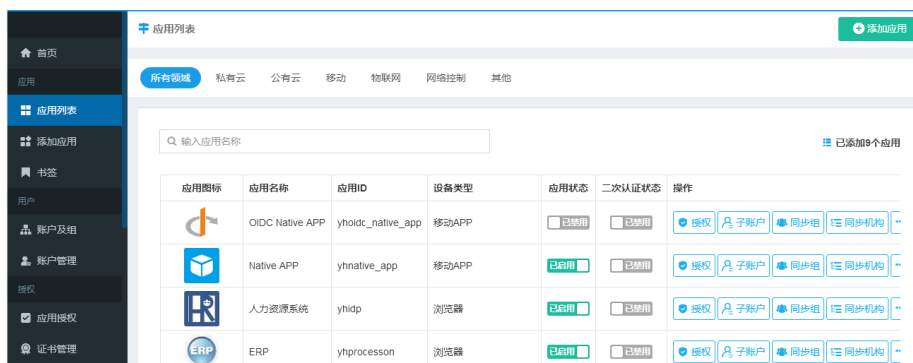 应用列表
添加应用
首页
应用
应用列表
添加应用
书签
用户
账户及组
账户管理
授权
应用授权
证书管理
所有领域 私有云 公有云 移动 物联网 网络控制 其他
输入应用名称
已添加9个应用
应用图标 应用名称 应用ID 设备类型 应用状态 二次认证状态 操作
OIDC Native APP yhoidc_native_app 移动APP 已禁用 已禁用 授权 子账户 同步组 同步机构
Native APP yhnative_app 移动APP 已启用 已禁用 授权 子账户 同步组 同步机构
HR 人力资源系统 yhidp 浏览器 已启用 已禁用 授权 子账户 同步组 同步机构
ERP ERP yhprocesson 浏览器 已启用 已禁用 授权 子账户 同步组 同步机构